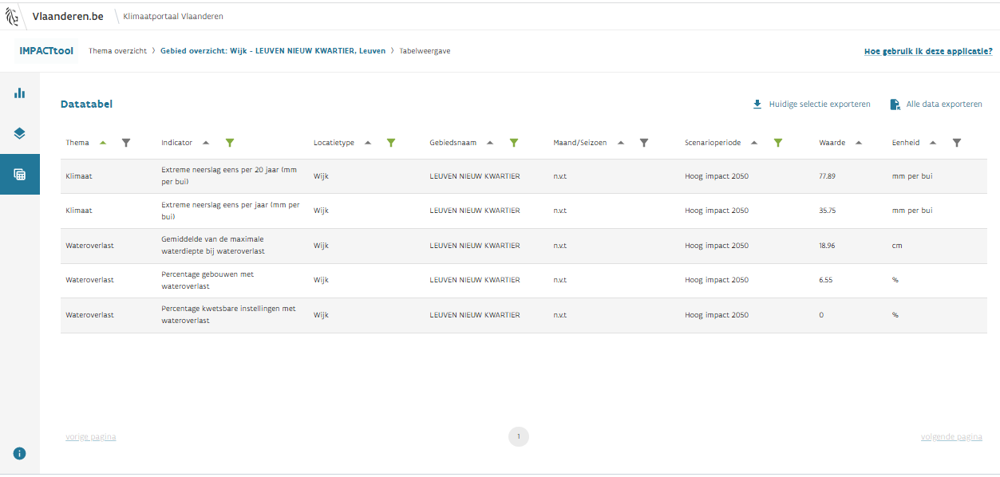 Vlaanderen.be Klimaatportaal Vlaanderen
IMPACTtool Thema overzicht > Gebied overzicht: Wijk - LEUVEN NIEUW KWARTIER, Leuven > Tabelweergave Hoe gebruik ik deze applicatie?
Datatabel Huidige selectie exporteren Alle data exporteren
Thema Indicator Locatietype Gebiedsnaam Maand/Seizoen Scenarioperiode Waarde Eenheid
Extreme neerslag eens per 20 jaar (mm
Klimaat Wijk LEUVEN NIEUW KWARTIER n.v.t Hoog impact 2050 77.89 mm per bui
per bui)
Extreme neerslag eens per jaar (mm per
Klimaat Wijk LEUVEN NIEUW KWARTIER n.v.t Hoog impact 2050 35.75 mm per bui
bui)
Gemiddelde van de maximale
Wateroverlast Wijk LEUVEN NIEUW KWARTIER n.v.t Hoog impact 2050 18.96 cm
waterdiepte bij wateroverlast
Percentage gebouwen met
Wateroverlast Wijk LEUVEN NIEUW KWARTIER n.v.t Hoog impact 2050 6.55 %
wateroverlast
Percentage kwetsbare instellingen met
Wateroverlast Wijk LEUVEN NIEUW KWARTIER n.v.t Hoog impact 2050 0 %
wateroverlast
vorige pagina 1 volgende pagina